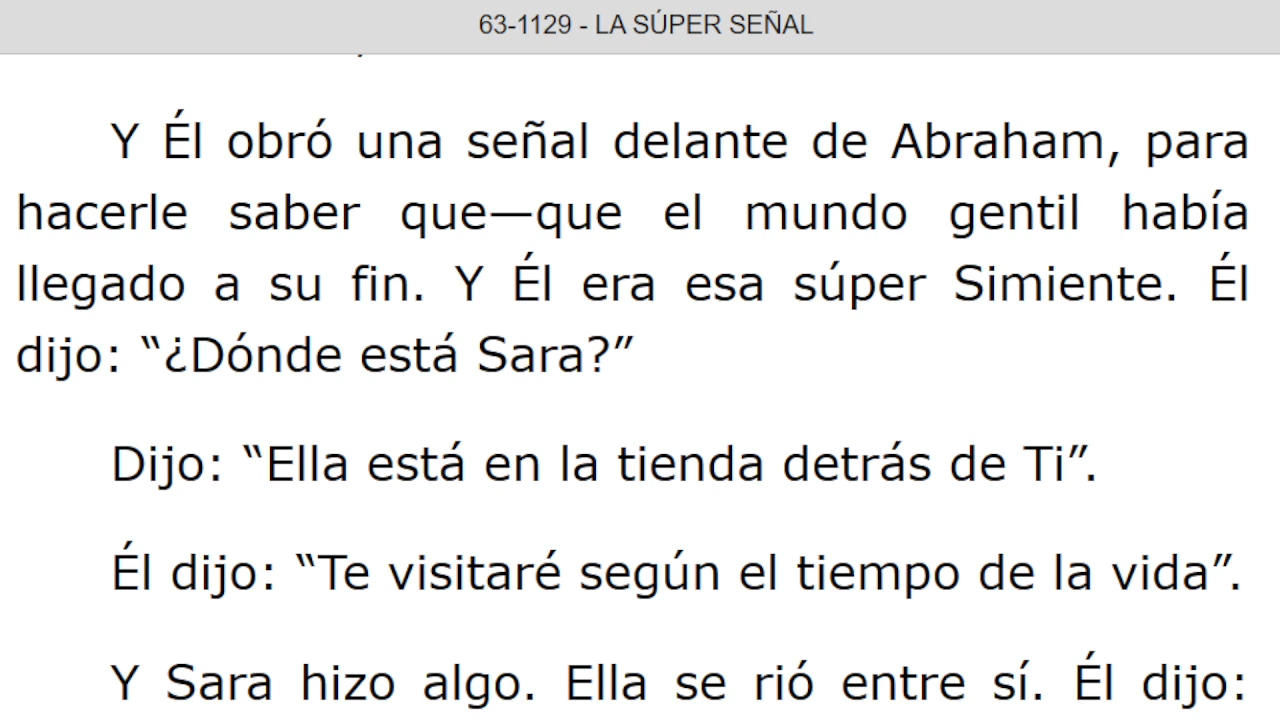 63-1129 - LA SÚPER SEÑAL
Y Él obró una señal delante de Abraham, para
hacerle saber que—que el mundo gentil había
llegado a su fin. Y Él era esa súper Simiente. Él
dijo: “¿Dónde está Sara?”
Dijo: “Ella está en la tienda detrás de Ti”.
Él dijo: “Te visitaré según el tiempo de la vida”.
Y Sara hizo algo. Ella se rió entre sí. Él dijo: